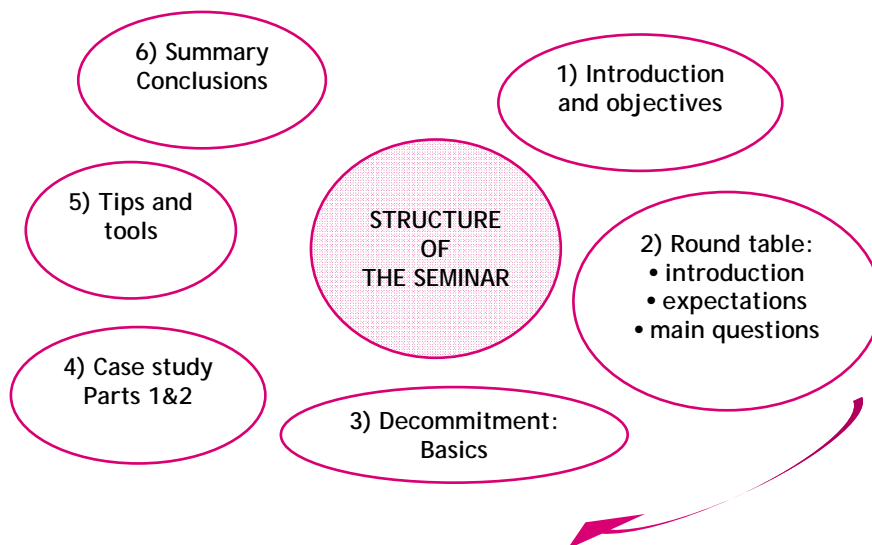 STRUCTURE
OF
THE SEMINAR
1) Introduction
and objectives
2) Round table:
• introduction
• expectations
• main questions
3) Decommitment:
Basics
4) Case study
Parts 1&2
5) Tips and
tools
6) Summary
Conclusions